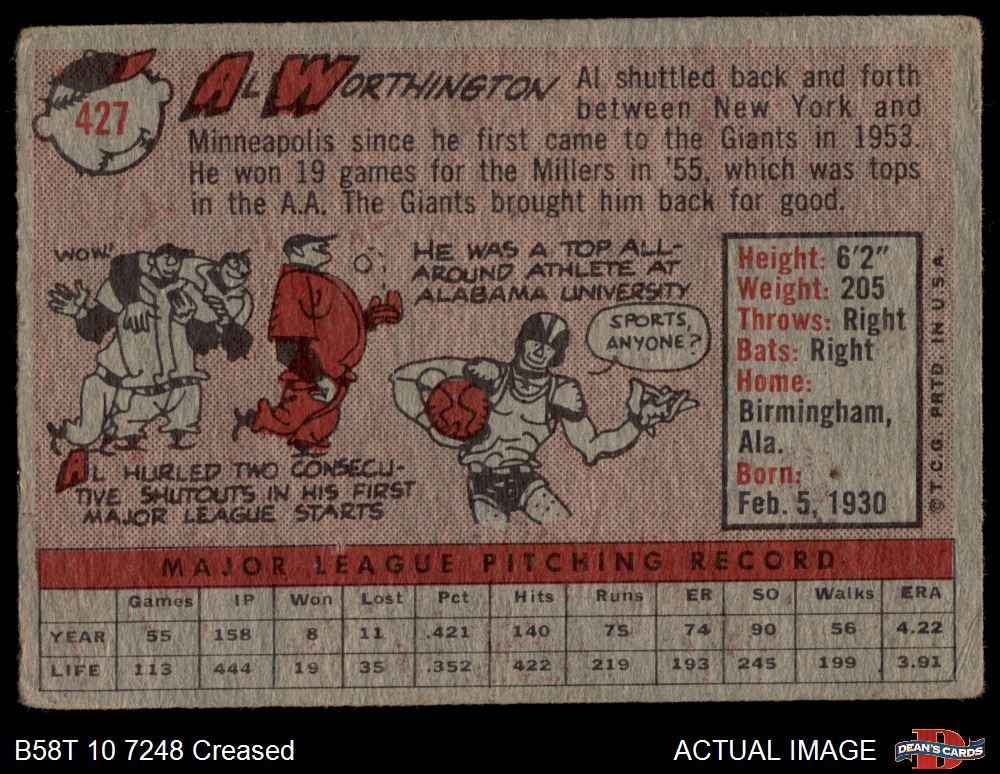 427
AL WORTHINGTON
Al shuttled back and forth
between New York and
Minneapolis since he first came to the Giants in 1953.
He won 19 games for the Millers in '55, which was tops
in the A.A. The Giants brought him back for good.
WOW!
AL HURLED TWO CONSECU-
TIVE SHUTOUTS IN HIS FIRST
MAJOR LEAGUE STARTS
HE WAS A TOP ALL-
AROUND ATHLETE AT
ALABAMA UNIVERSITY
SPORTS,
ANYONE?
Height: 6'2"
Weight: 205
Throws: Right
Bats: Right
Home:
Birmingham,
Ala.
Born:
Feb. 5, 1930
© T.C.G. PRTD. IN U.S.A.
MAJOR LEAGUE PITCHING RECORD
Games IP Won Lost Pct Hits Runs ER SO Walks ERA
YEAR 55 158 8 11 .421 140 75 74 90 56 4.22
LIFE 113 444 19 35 .352 422 219 193 245 199 3.91
B58T 10 7248 Creased
ACTUAL IMAGE
D
DEAN'S CARDS